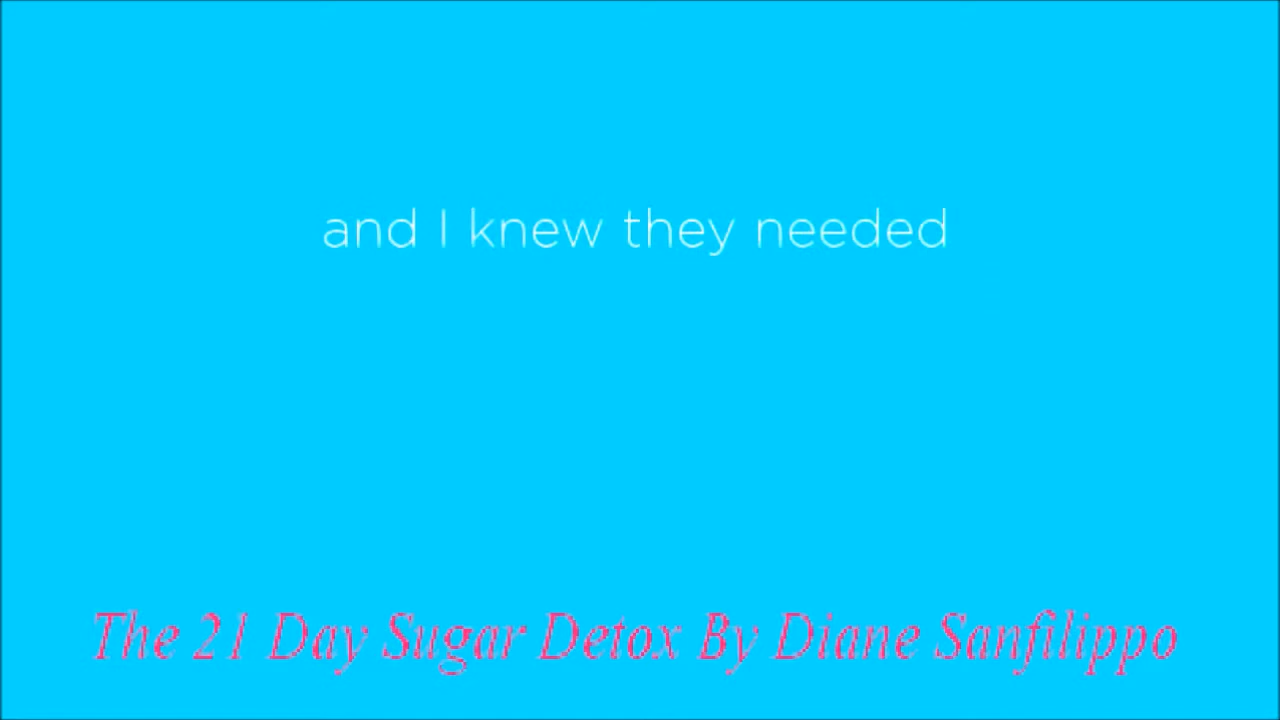 and I knew they needed
The 21 Day Sugar Detox By Diane Sanfilippo